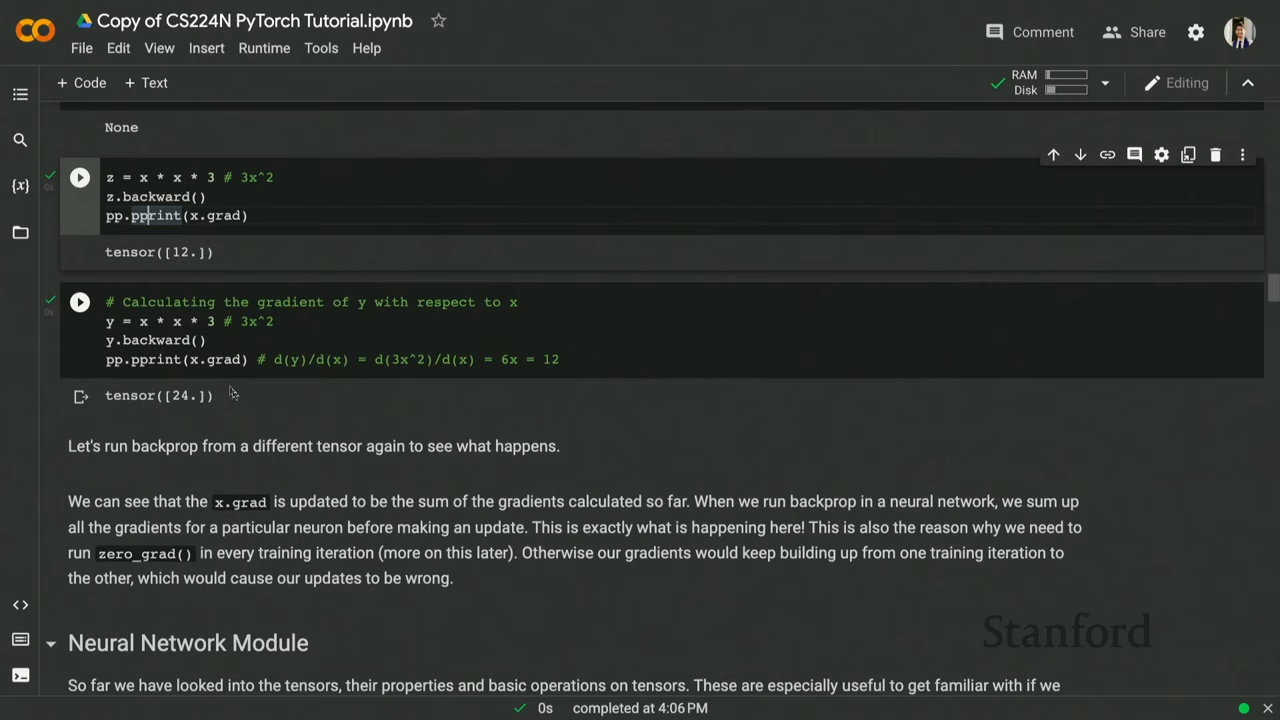 Copy of CS224N PyTorch Tutorial.ipynb
File Edit View Insert Runtime Tools Help
Comment
Share
+ Code + Text
RAM
Disk
Editing
None
z = x * x * 3 # 3x^2
z.backward()
pp.pprint(x.grad)
0s
tensor([12.])
# Calculating the gradient of y with respect to x
y = x * x * 3 # 3x^2
y.backward()
pp.pprint(x.grad) # d(y)/d(x) = d(3x^2)/d(x) = 6x = 12
0s
tensor([24.])
Let's run backprop from a different tensor again to see what happens.
We can see that the x.grad is updated to be the sum of the gradients calculated so far. When we run backprop in a neural network, we sum up
all the gradients for a particular neuron before making an update. This is exactly what is happening here! This is also the reason why we need to
run zero_grad() in every training iteration (more on this later). Otherwise our gradients would keep building up from one training iteration to
the other, which would cause our updates to be wrong.
Stanford
Neural Network Module
So far we have looked into the tensors, their properties and basic operations on tensors. These are especially useful to get familiar with if we
0s completed at 4:06 PM